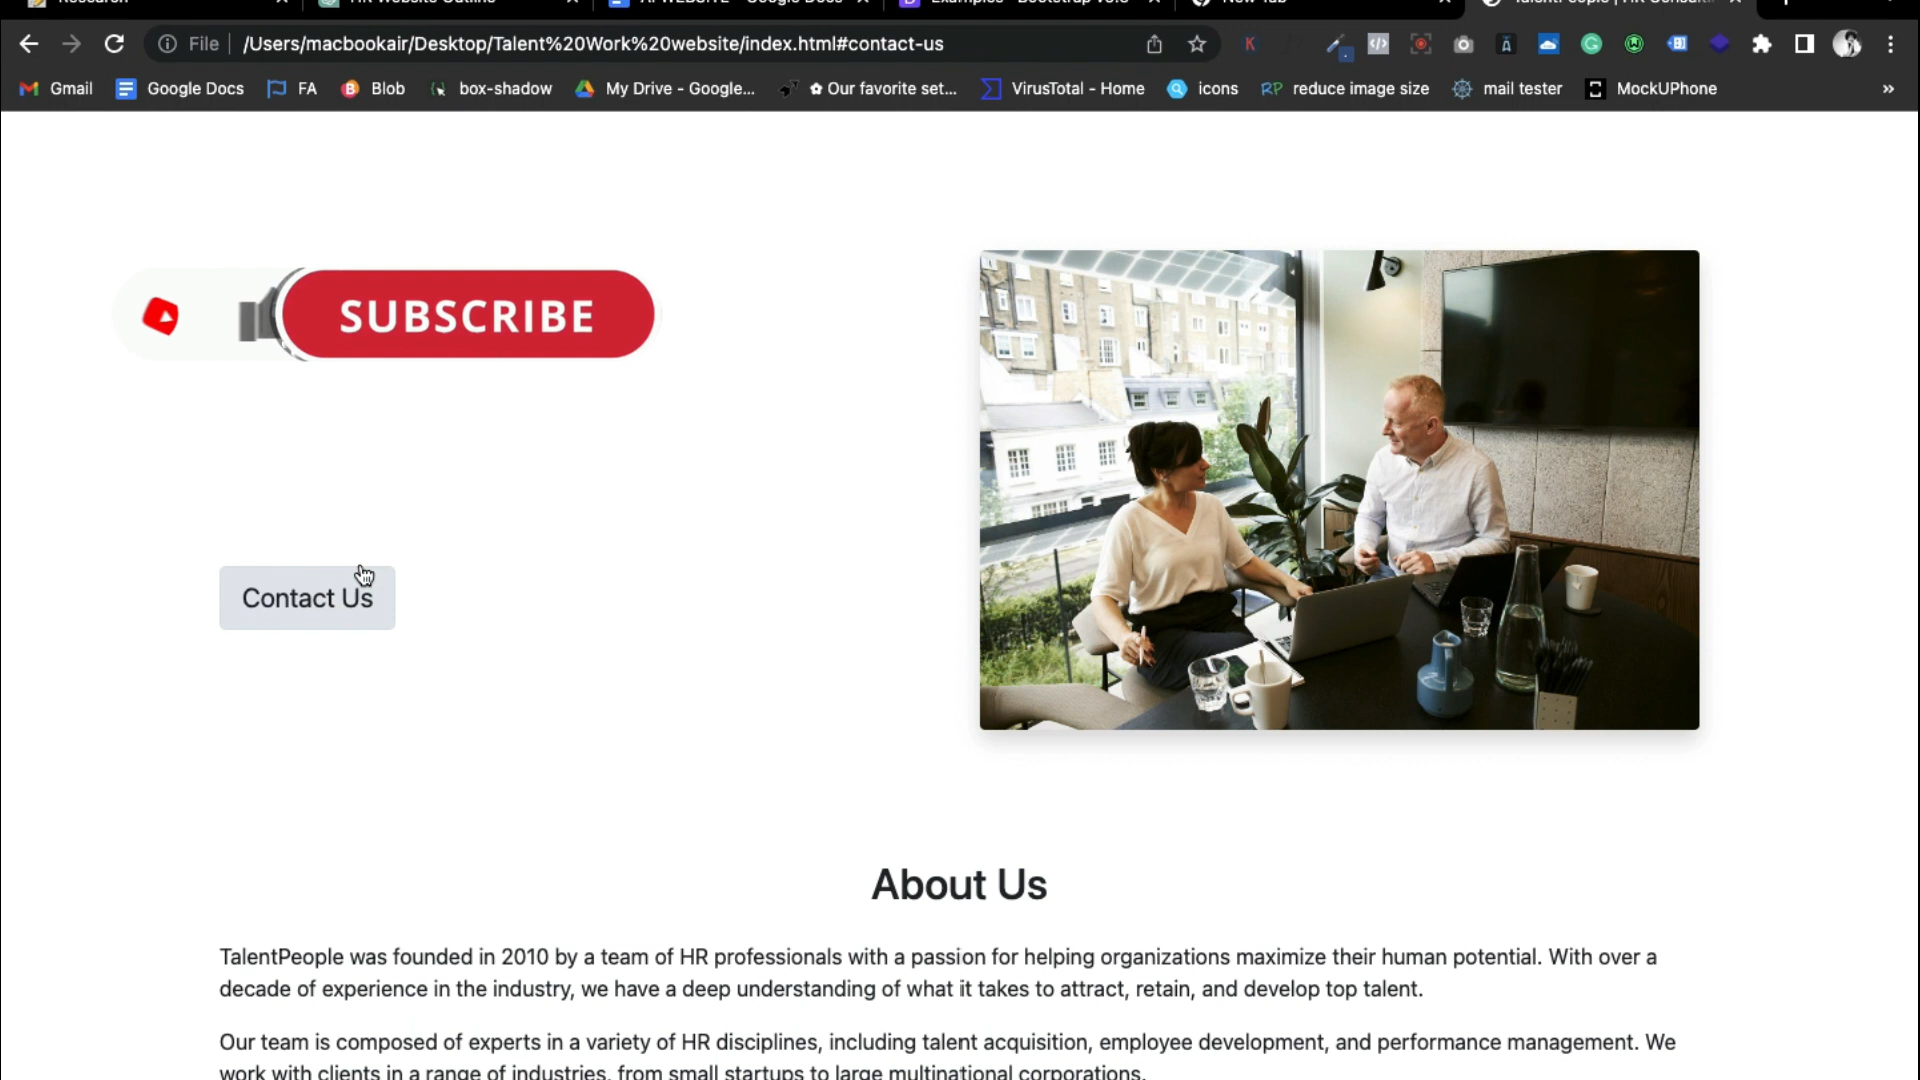 File
/Users/macbookair/Desktop/Talent%20Work%20website/index.html#contact-us
Gmail
Google Docs
FA
Blob
box-shadow
My Drive - Google...
✿ Our favorite set...
VirusTotal - Home
icons
RP reduce image size
mail tester
MockUPhone
»
SUBSCRIBE
Contact Us
About Us
TalentPeople was founded in 2010 by a team of HR professionals with a passion for helping organizations maximize their human potential. With over a
decade of experience in the industry, we have a deep understanding of what it takes to attract, retain, and develop top talent.
Our team is composed of experts in a variety of HR disciplines, including talent acquisition, employee development, and performance management. We
work with clients in a range of industries, from small startups to large multinational corporations.